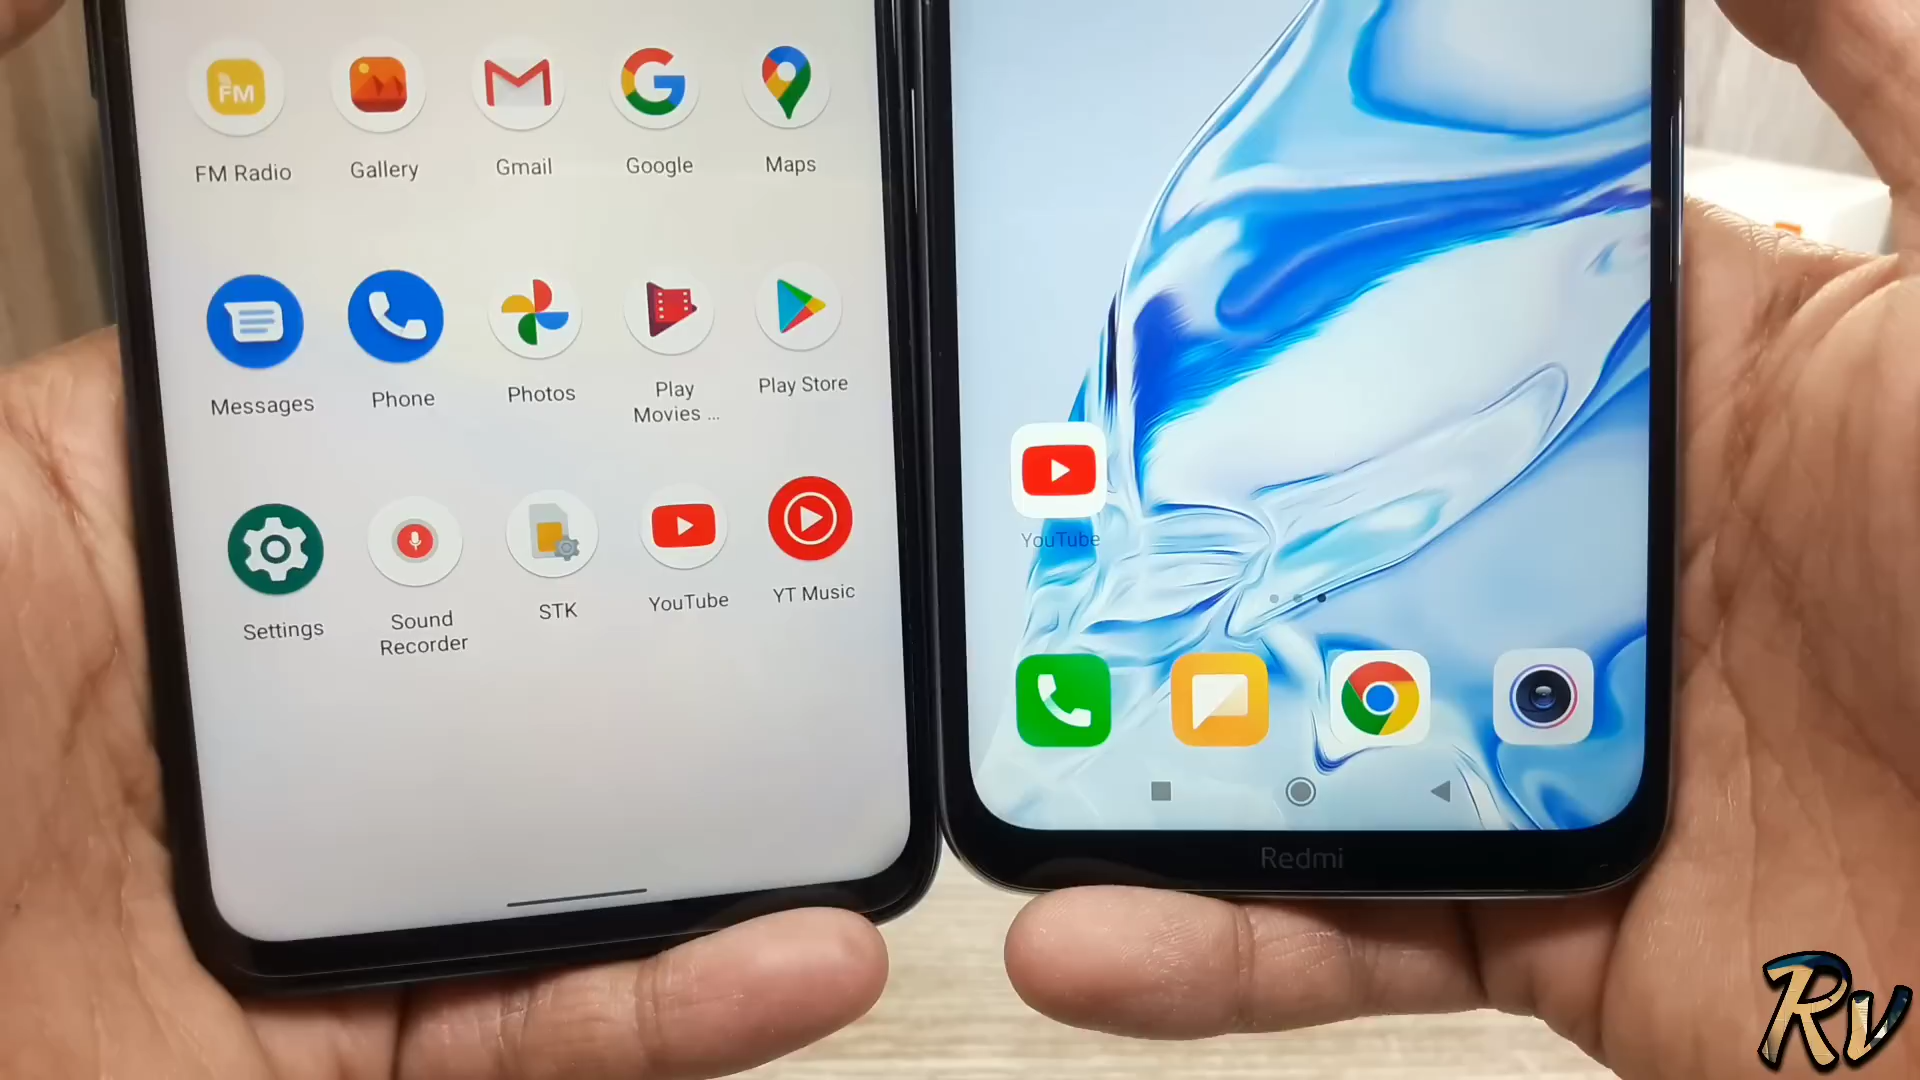 FM
FM Radio
Gallery
Gmail
Google
Maps
Messages
Phone
Photos
Play
Movies ...
Play Store
Settings
Sound
Recorder
STK
YouTube
YT Music
YouTube
Redmi
Rv